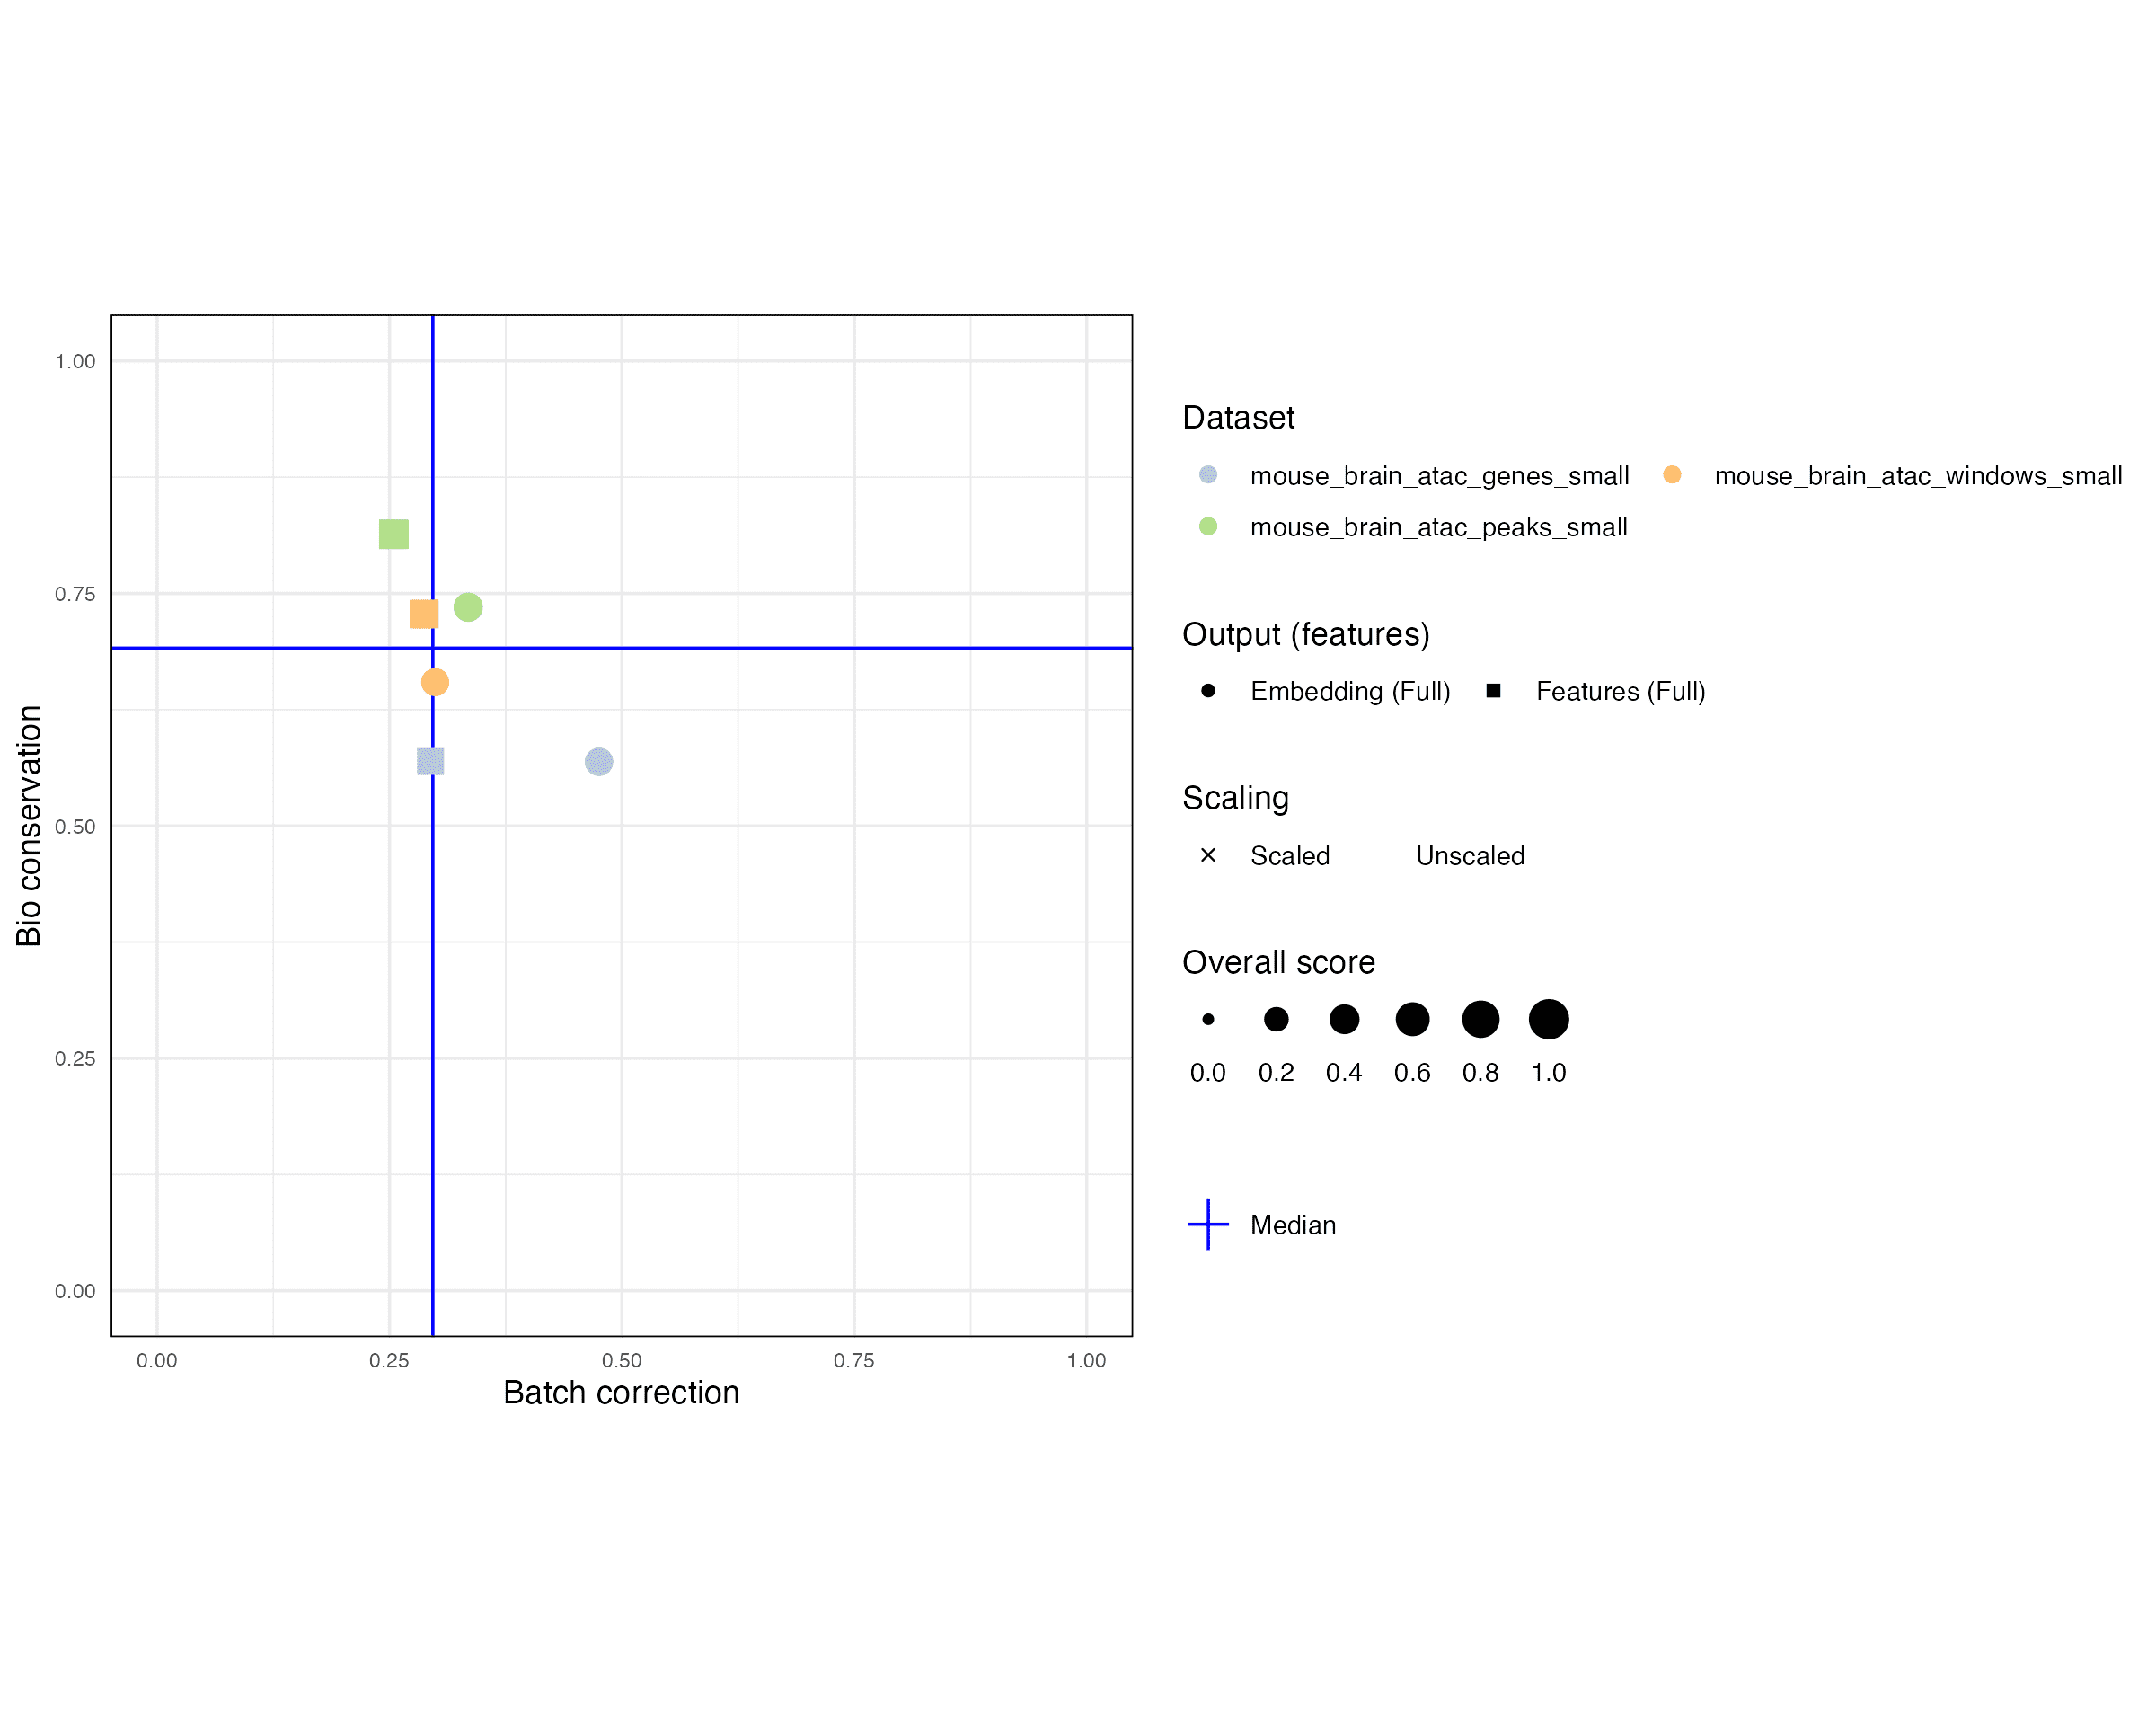 1.00
0.75
0.50
0.25
0.00
Bio conservation
0.00 0.25 0.50 0.75 1.00
Batch correction
Dataset
mouse_brain_atac_genes_small mouse_brain_atac_windows_small
mouse_brain_atac_peaks_small
Output (features)
Embedding (Full) Features (Full)
Scaling
Scaled Unscaled
Overall score
0.0 0.2 0.4 0.6 0.8 1.0
Median